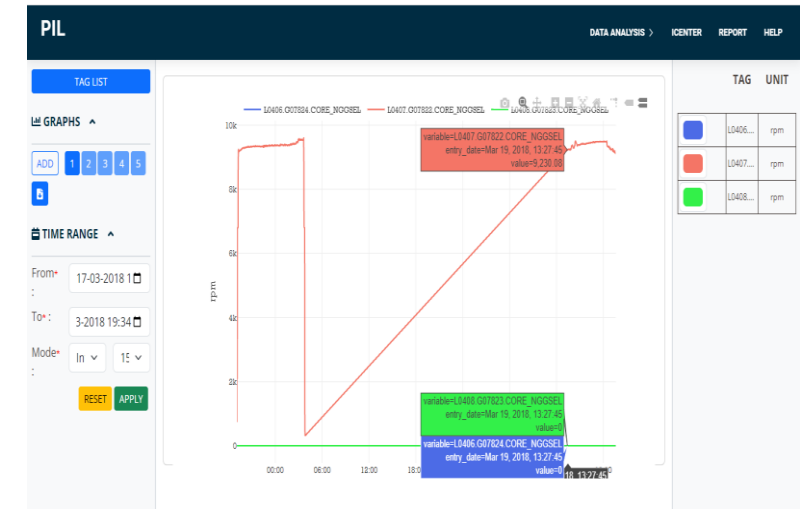 PIL
DATA ANALYSIS
ICENTER
REPORT
HELP
TAG LIST
GRAPHS
ADD
1
2
3
4
5
TIME RANGE
From*
:
17-03-2018 1
To* :
3-2018 19:34
Mode*
:
In
15
RESET
APPLY
L0406.G07824.CORE_NGGSEL
L0407.G07822.CORE_NGGSEL
L0408.G07823.CORE_NGGSEL
10k
8k
6k
4k
2k
0
rpm
variable=L0407.G07822.CORE_NGGSEL
entry_date=Mar 19, 2018, 13:27:45
value=9,230.08
variable=L0408.G07823.CORE_NGGSEL
entry_date=Mar 19, 2018, 13:27:45
value=0
variable=L0406.G07824.CORE_NGGSEL
entry_date=Mar 19, 2018, 13:27:45
value=0
00:00
06:00
12:00
18:0
18, 13:27:45
TAG UNIT
L0406... rpm
L0407... rpm
L0408... rpm